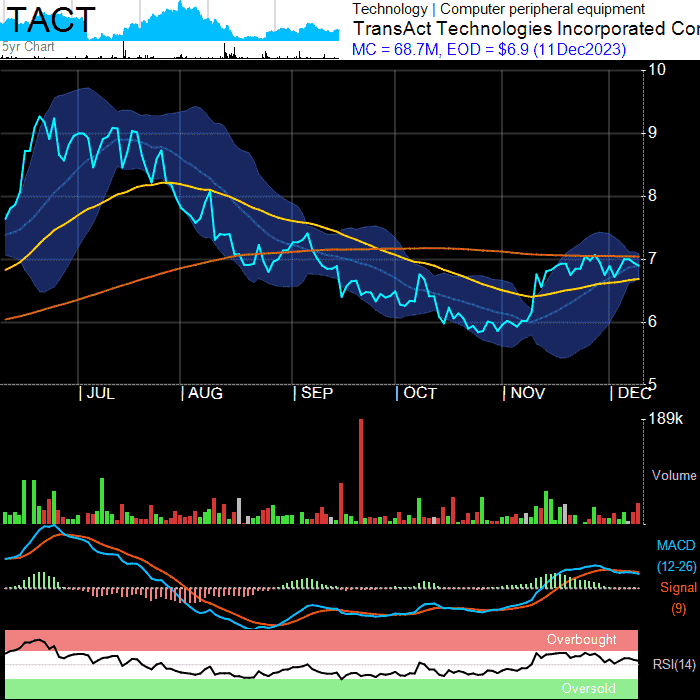 TACT
5yr Chart
Technology | Computer peripheral equipment
TransAct Technologies Incorporated Cor
MC = 68.7M, EOD = $6.9 (11Dec2023)
10
9
8
7
6
5
| JUL | AUG | SEP | OCT | NOV | DEC
189k
Volume
MACD
(12-26)
Signal
(9)
Overbought
RSI(14)
Oversold